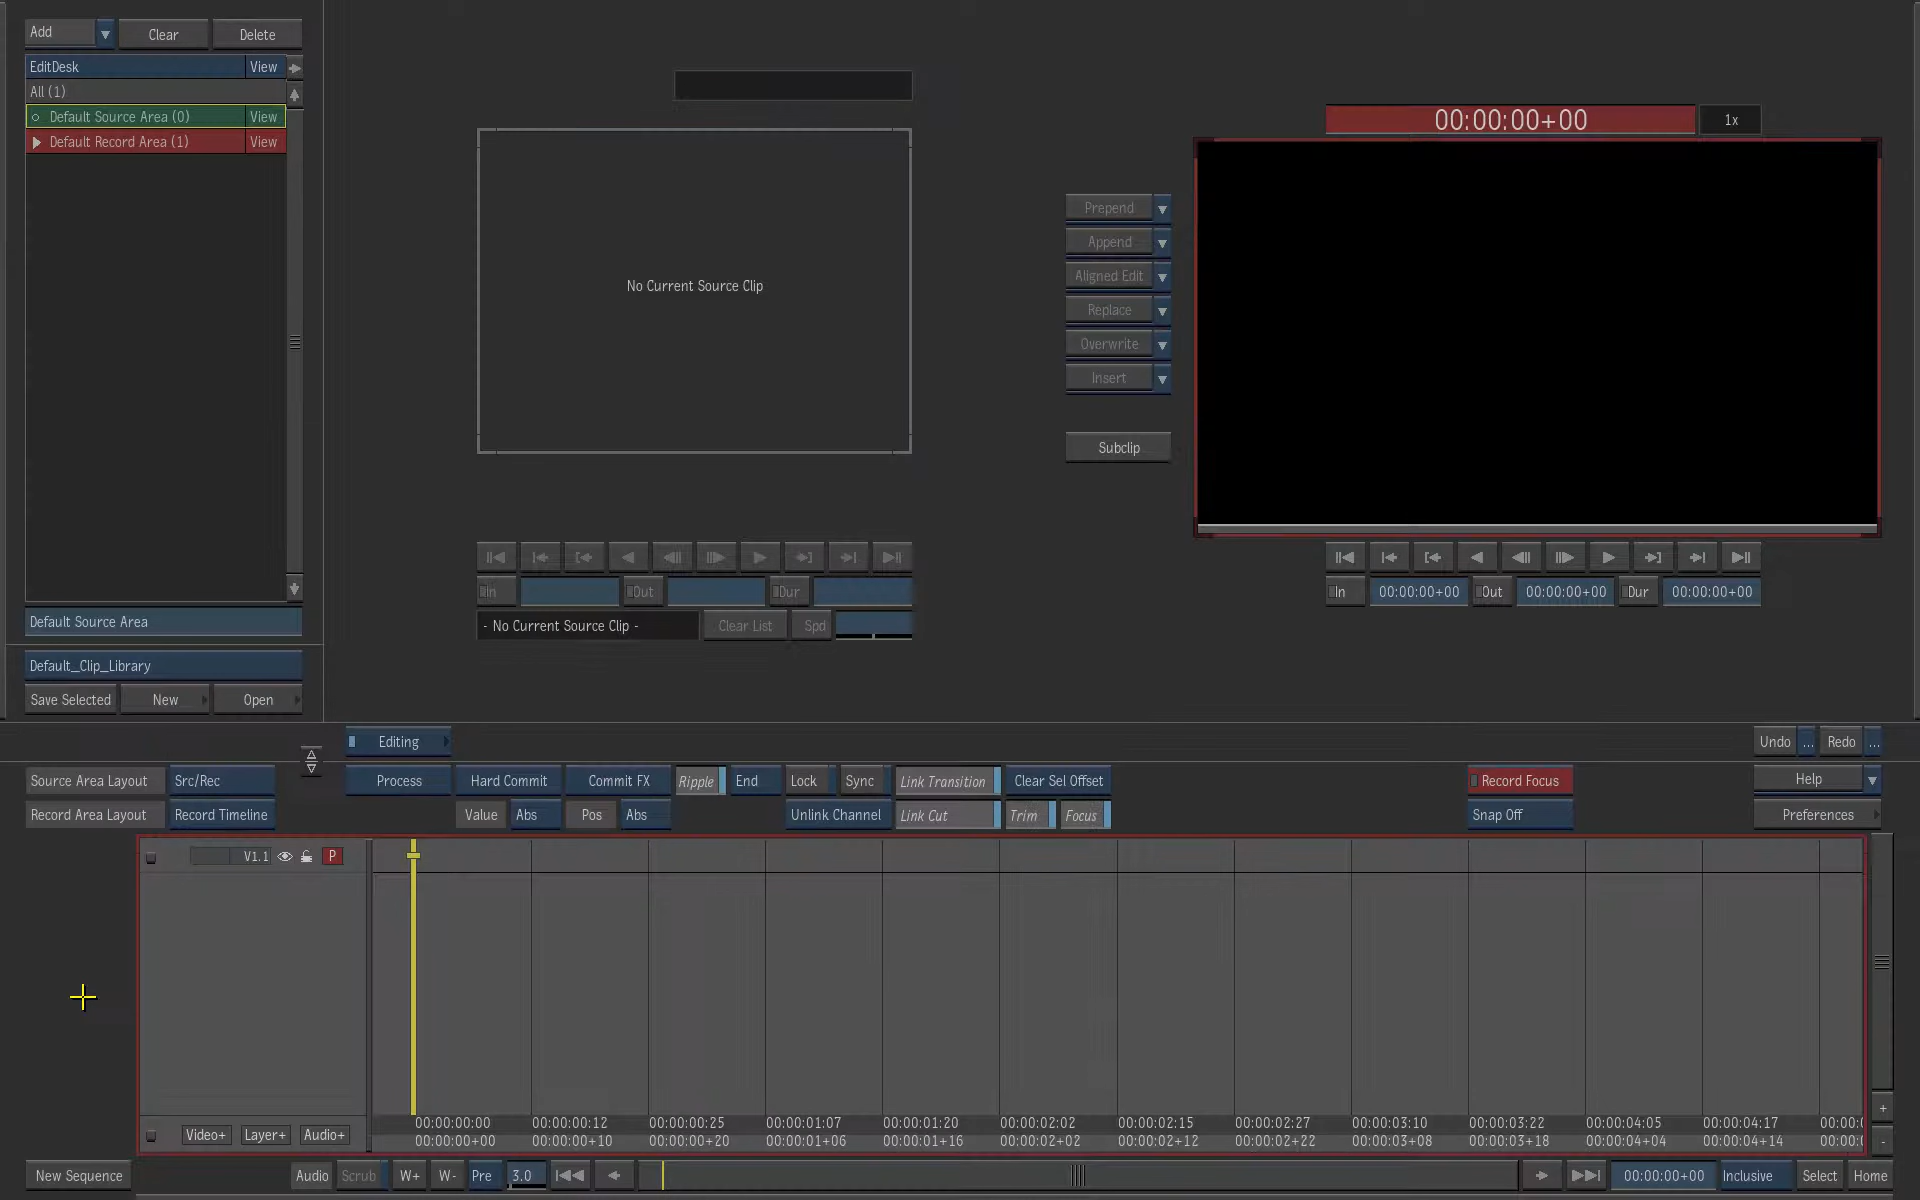 Add Clear Delete
EditDesk View
All (1)
Default Source Area (0) View
Default Record Area (1) View
Default Source Area
Default_Clip_Library
Save Selected New Open
No Current Source Clip
In Out Dur
- No Current Source Clip - Clear List Spd
Prepend
Append
Aligned Edit
Replace
Overwrite
Insert
Subclip
00:00:00+00 1x
In 00:00:00+00 Out 00:00:00+00 Dur 00:00:00+00
Editing Undo ... Redo ...
Source Area Layout Src/Rec Process Hard Commit Commit FX Ripple End Lock Sync Link Transition Clear Sel Offset Record Focus Help
Record Area Layout Record Timeline Value Abs Pos Abs Unlink Channel Link Cut Trim Focus Snap Off Preferences
V1.1 P
00:00:00:00 00:00:00:12 00:00:00:25 00:00:01:07 00:00:01:20 00:00:02:02 00:00:02:15 00:00:02:27 00:00:03:10 00:00:03:22 00:00:04:05 00:00:04:17 00:00:
+
Video+ Layer+ Audio+ 00:00:00+00 00:00:00+10 00:00:00+20 00:00:01+06 00:00:01+16 00:00:02+02 00:00:02+12 00:00:02+22 00:00:03+08 00:00:03+18 00:00:04+04 00:00:04+14 00:00:
-
New Sequence Audio Scrub W+ W- Pre 3.0 00:00:00+00 Inclusive Select Home